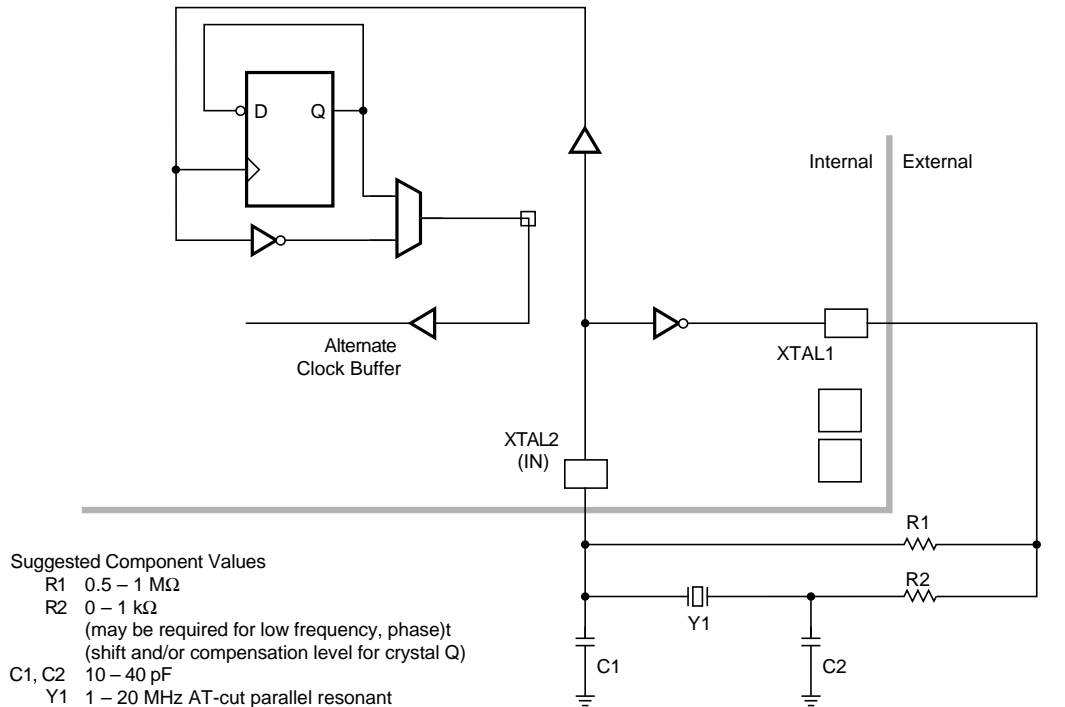 D Q
Internal External
Alternate
Clock Buffer
XTAL1
XTAL2
(IN)
R1
R2
Y1
C1
C2
Suggested Component Values
R1 0.5 – 1 MΩ
R2 0 – 1 kΩ
(may be required for low frequency, phase)t
(shift and/or compensation level for crystal Q)
C1, C2 10 – 40 pF
Y1 1 – 20 MHz AT-cut parallel resonant